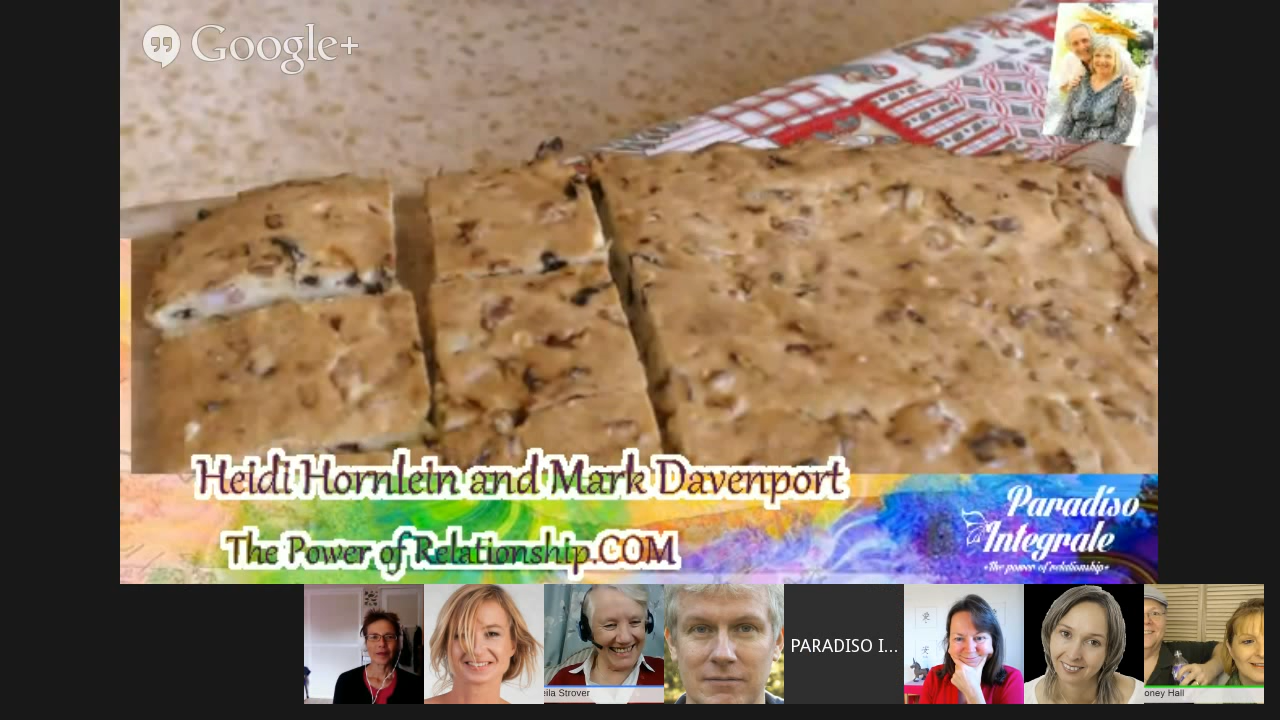 Google+
Heidi Hornlein and Mark Davenport
The Power of Relationship.COM
Paradiso
Integrale
•The power of relationship•
eila Strover
PARADISO I...
oney Hall